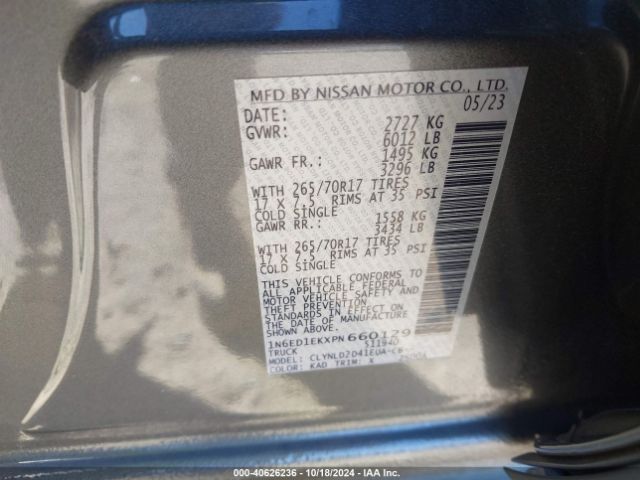 MFD BY NISSAN MOTOR CO., LTD.
DATE: 05/23
GVWR: 2727 KG
6012 LB
GAWR FR.: 1495 KG
3296 LB
WITH 265/70R17 TIRES
17 X 7.5 RIMS AT 35 PSI
COLD SINGLE
GAWR RR.: 1558 KG
3434 LB
WITH 265/70R17 TIRES
17 X 7.5 RIMS AT 35 PSI
COLD SINGLE
THIS VEHICLE CONFORMS TO
ALL APPLICABLE FEDERAL
MOTOR VEHICLE SAFETY AND
THEFT PREVENTION
STANDARDS IN EFFECT ON
THE DATE OF MANUFACTURE
SHOWN ABOVE.
1N6ED1EKXPN660129
TRUCK
MODEL:
COLOR: KAD TRIM: X
000-40626236 - 10/18/2024 - IAA Inc.